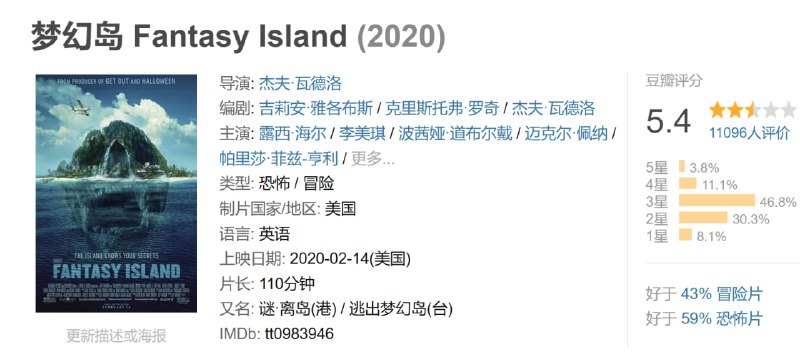 梦幻岛 Fantasy Island (2020)
FROM PRODUCER OF GET OUT AND HALLOWEEN
THE ISLAND KNOWS YOUR SECRETS
FANTASY ISLAND
SONY
更新描述或海报
导演: 杰夫·瓦德洛
编剧: 吉莉安·雅各布斯 / 克里斯托弗·罗奇 / 杰夫·瓦德洛
主演: 露西·海尔 / 李美琪 / 波茜娅·道布尔戴 / 迈克尔·佩纳 /
帕里莎·菲兹-亨利 / 更多...
类型: 恐怖 / 冒险
制片国家/地区: 美国
语言: 英语
上映日期: 2020-02-14(美国)
片长: 110分钟
又名: 谜·离岛(港) / 逃出梦幻岛(台)
IMDb: tt0983946
豆瓣评分
5.4
11096人评价
5星 3.8%
4星 11.1%
3星 46.8%
2星 30.3%
1星 8.1%
好于 43% 冒险片
好于 59% 恐怖片